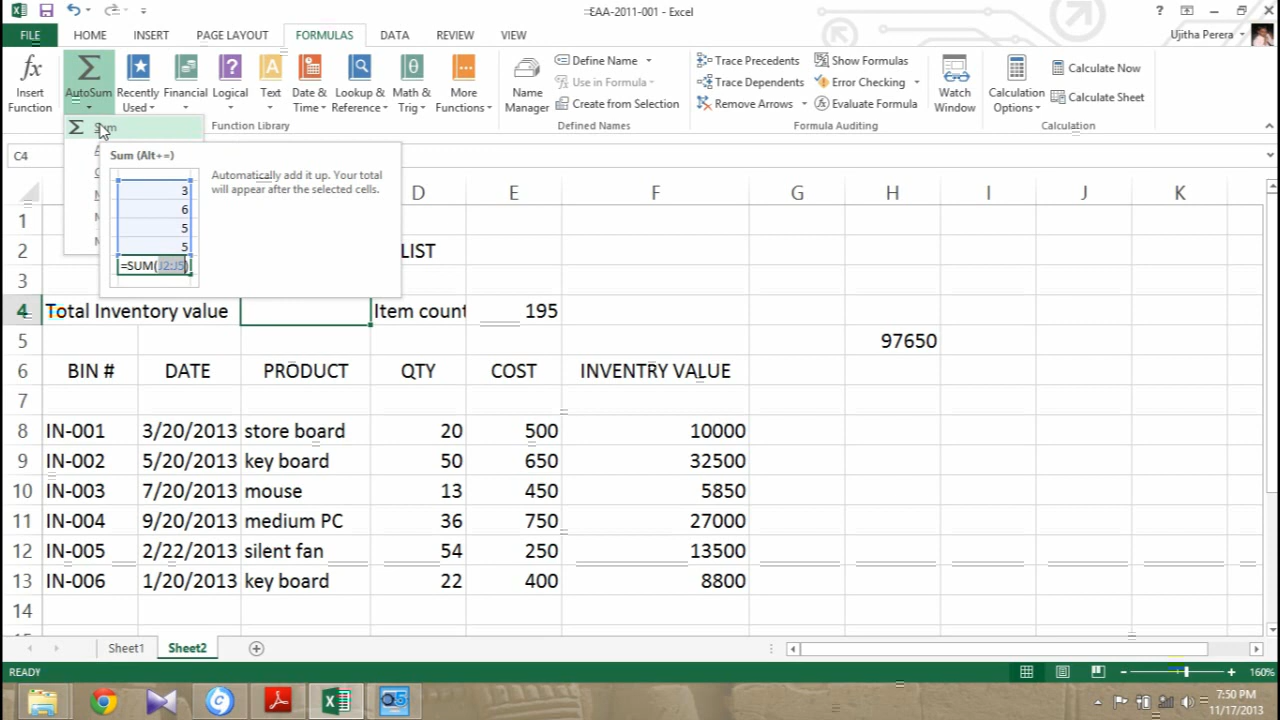 EAA-2011-001 - Excel
?
FILE HOME INSERT PAGE LAYOUT FORMULAS DATA REVIEW VIEW
Ujitha Perera
fx
Insert Function
AutoSum
Recently Used
Financial
Logical
Text
Date & Time
Lookup & Reference
Math & Trig
More Functions
Function Library
Name Manager
Define Name
Use in Formula
Create from Selection
Defined Names
Trace Precedents
Trace Dependents
Remove Arrows
Show Formulas
Error Checking
Evaluate Formula
Formula Auditing
Watch Window
Calculation Options
Calculate Now
Calculate Sheet
Calculation
Sum
C4
Sum (Alt+=)
Automatically add it up. Your total
will appear after the selected cells.
3
6
5
5
=SUM(J2:J5)
D E F G H I J K
1
2 LIST
3
4 Total Inventory value Item count 195
5 97650
6 BIN # DATE PRODUCT QTY COST INVENTRY VALUE
7
8 IN-001 3/20/2013 store board 20 500 10000
9 IN-002 5/20/2013 key board 50 650 32500
10 IN-003 7/20/2013 mouse 13 450 5850
11 IN-004 9/20/2013 medium PC 36 750 27000
12 IN-005 2/22/2013 silent fan 54 250 13500
13 IN-006 1/20/2013 key board 22 400 8800
14
Sheet1 Sheet2
READY 160%
7:50 PM
11/17/2013